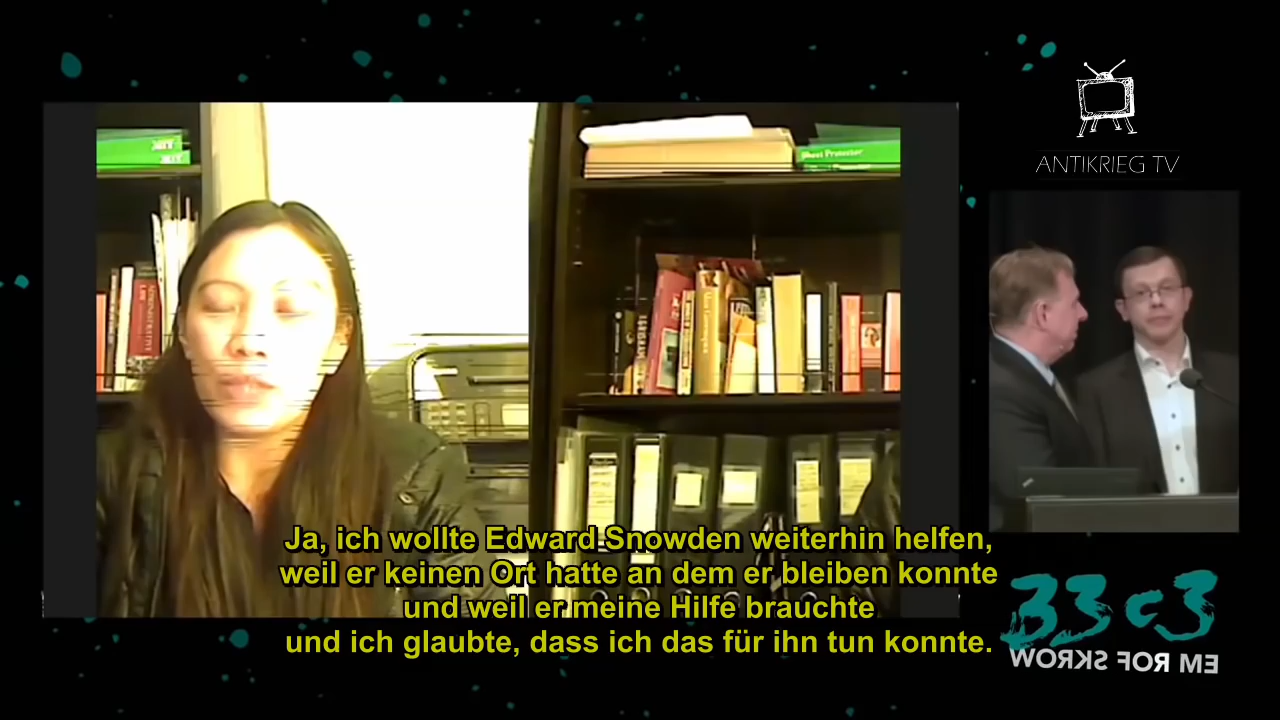 ANTIKRIEG TV
Ghost Protester
Ja, ich wollte Edward Snowden weiterhin helfen,
weil er keinen Ort hatte an dem er bleiben konnte
und weil er meine Hilfe brauchte
und ich glaubte, dass ich das für ihn tun konnte.
33c3
WORKS FOR ME